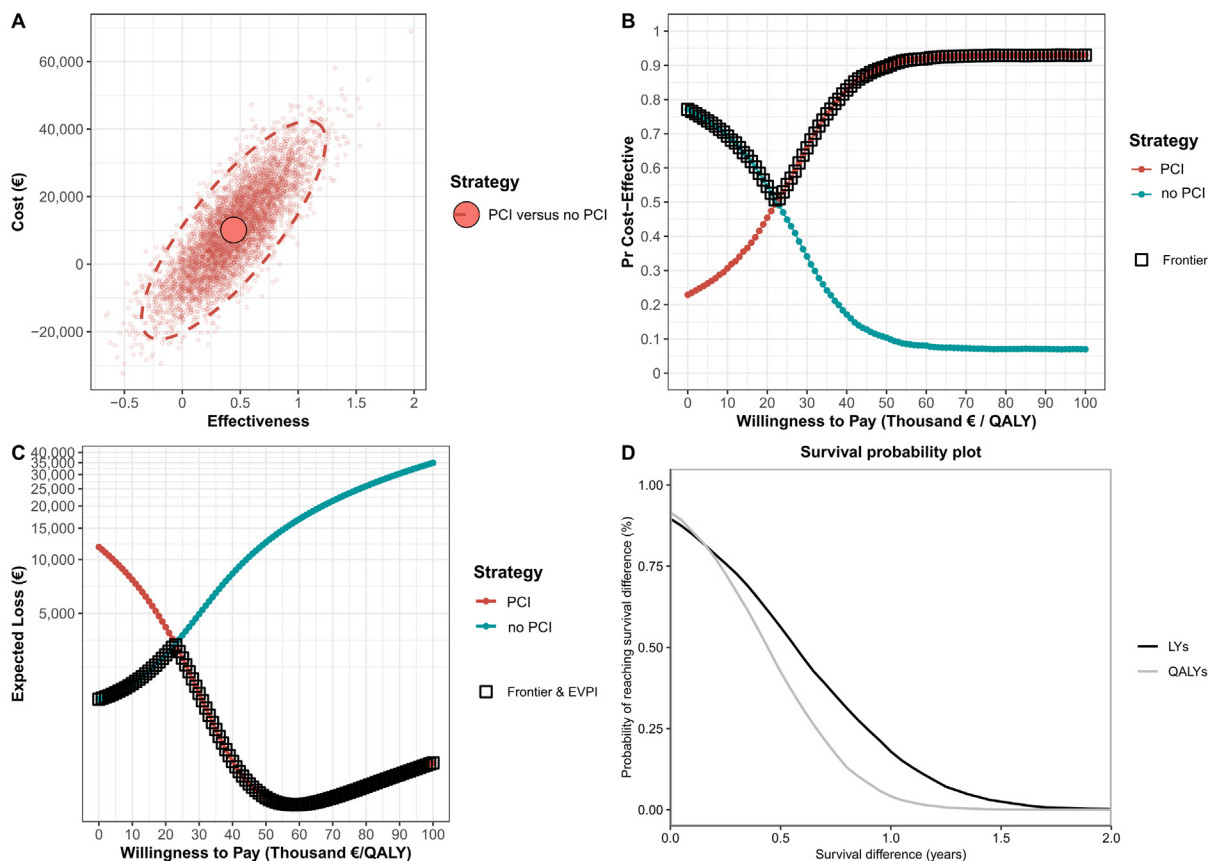 A
Cost (€)
60,000
40,000
20,000
0
−20,000
−0.5
0
0.5
1
1.5
2
Effectiveness
Strategy
PCI versus no PCI
B
Pr Cost−Effective
1
0.9
0.8
0.7
0.6
0.5
0.4
0.3
0.2
0.1
0
0 10 20 30 40 50 60 70 80 90 100
Willingness to Pay (Thousand € / QALY)
Strategy
PCI
no PCI
Frontier
C
Expected Loss (€)
40,000
35,000
30,000
25,000
20,000
15,000
10,000
5,000
0 10 20 30 40 50 60 70 80 90 100
Willingness to Pay (Thousand €/QALY)
Strategy
PCI
no PCI
Frontier & EVPI
D
Survival probability plot
Probability of reaching survival difference (%)
1.00
0.75
0.50
0.25
0.00
0.0 0.5 1.0 1.5 2.0
Survival difference (years)
LYs
QALYs